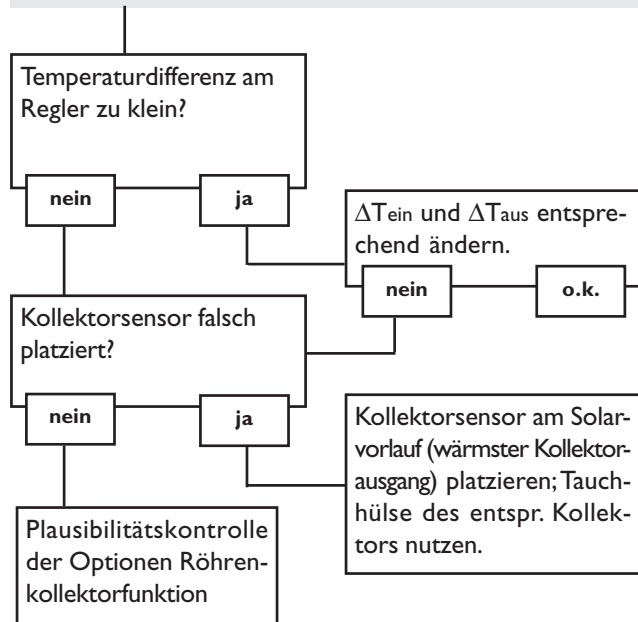 Temperaturdifferenz am
Regler zu klein?
nein
ja
ΔTein und ΔTaus entspre-
chend ändern.
nein
o.k.
Kollektorsensor falsch
platziert?
nein
ja
Kollektorsensor am Solar-
vorlauf (wärmster Kollektor-
ausgang) platzieren; Tauch-
hülse des entspr. Kollek-
tors nutzen.
Plausibilitätskontrolle
der Optionen Röhren-
kollektorfunktion